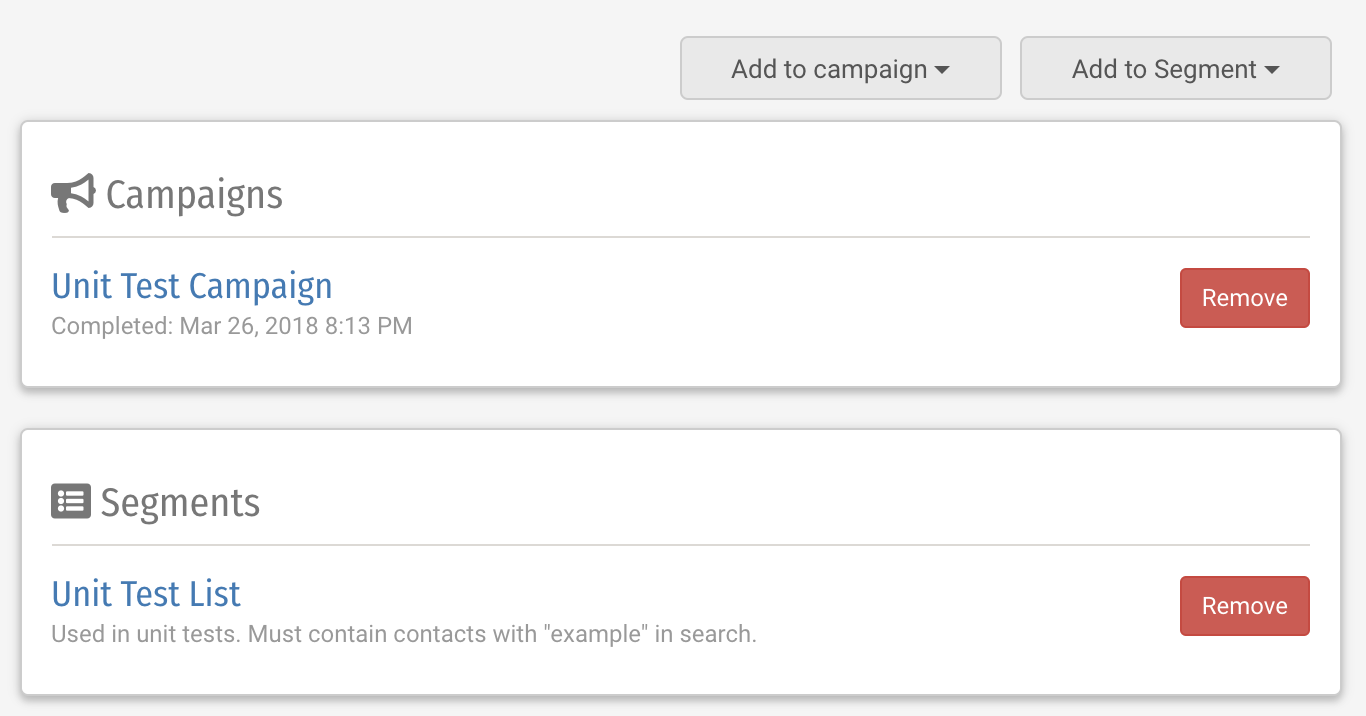 Add to campaign
Add to Segment
Campaigns
Unit Test Campaign
Completed: Mar 26, 2018 8:13 PM
Remove
Segments
Unit Test List
Used in unit tests. Must contain contacts with "example" in search.
Remove